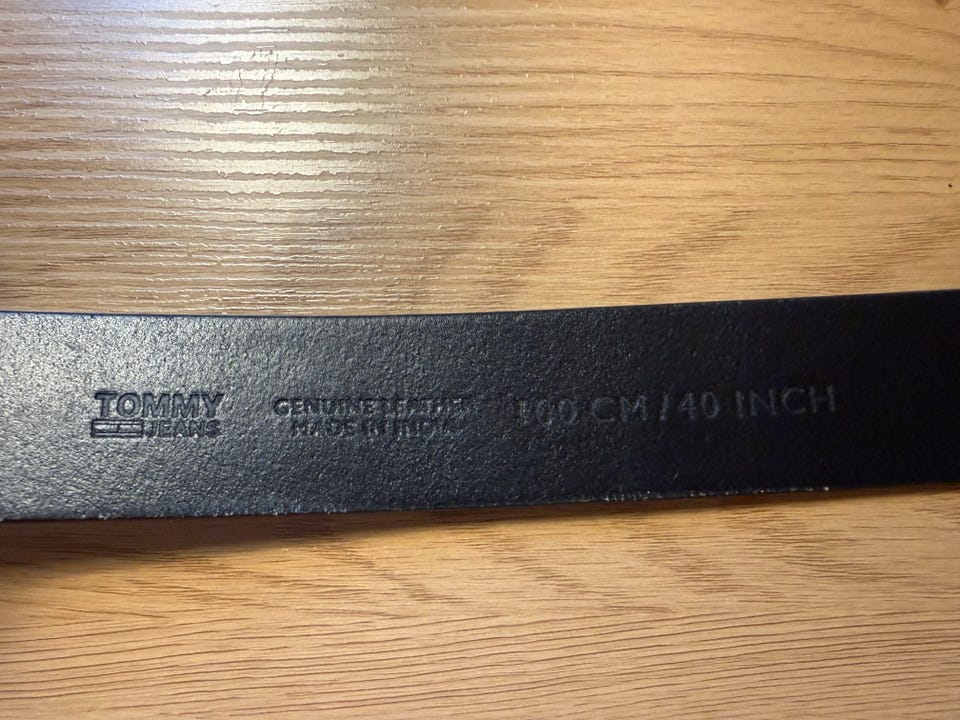 TOMMY
JEANS
GENUINE LEATHER
MADE IN INDIA
100 CM / 40 INCH